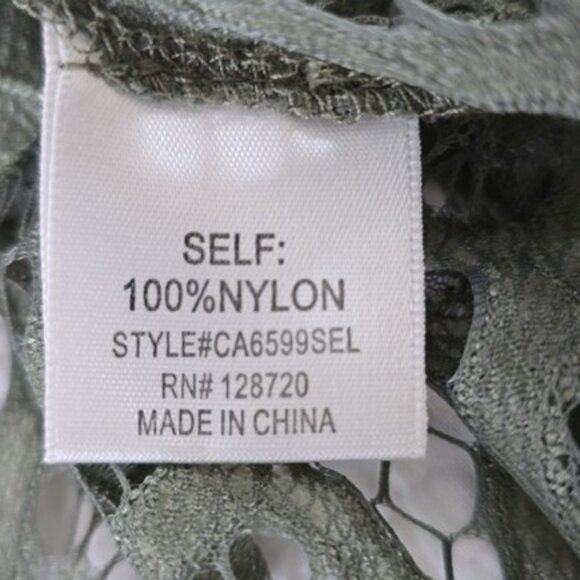 SELF:
100%NYLON
STYLE#CA6599SEL
RN# 128720
MADE IN CHINA